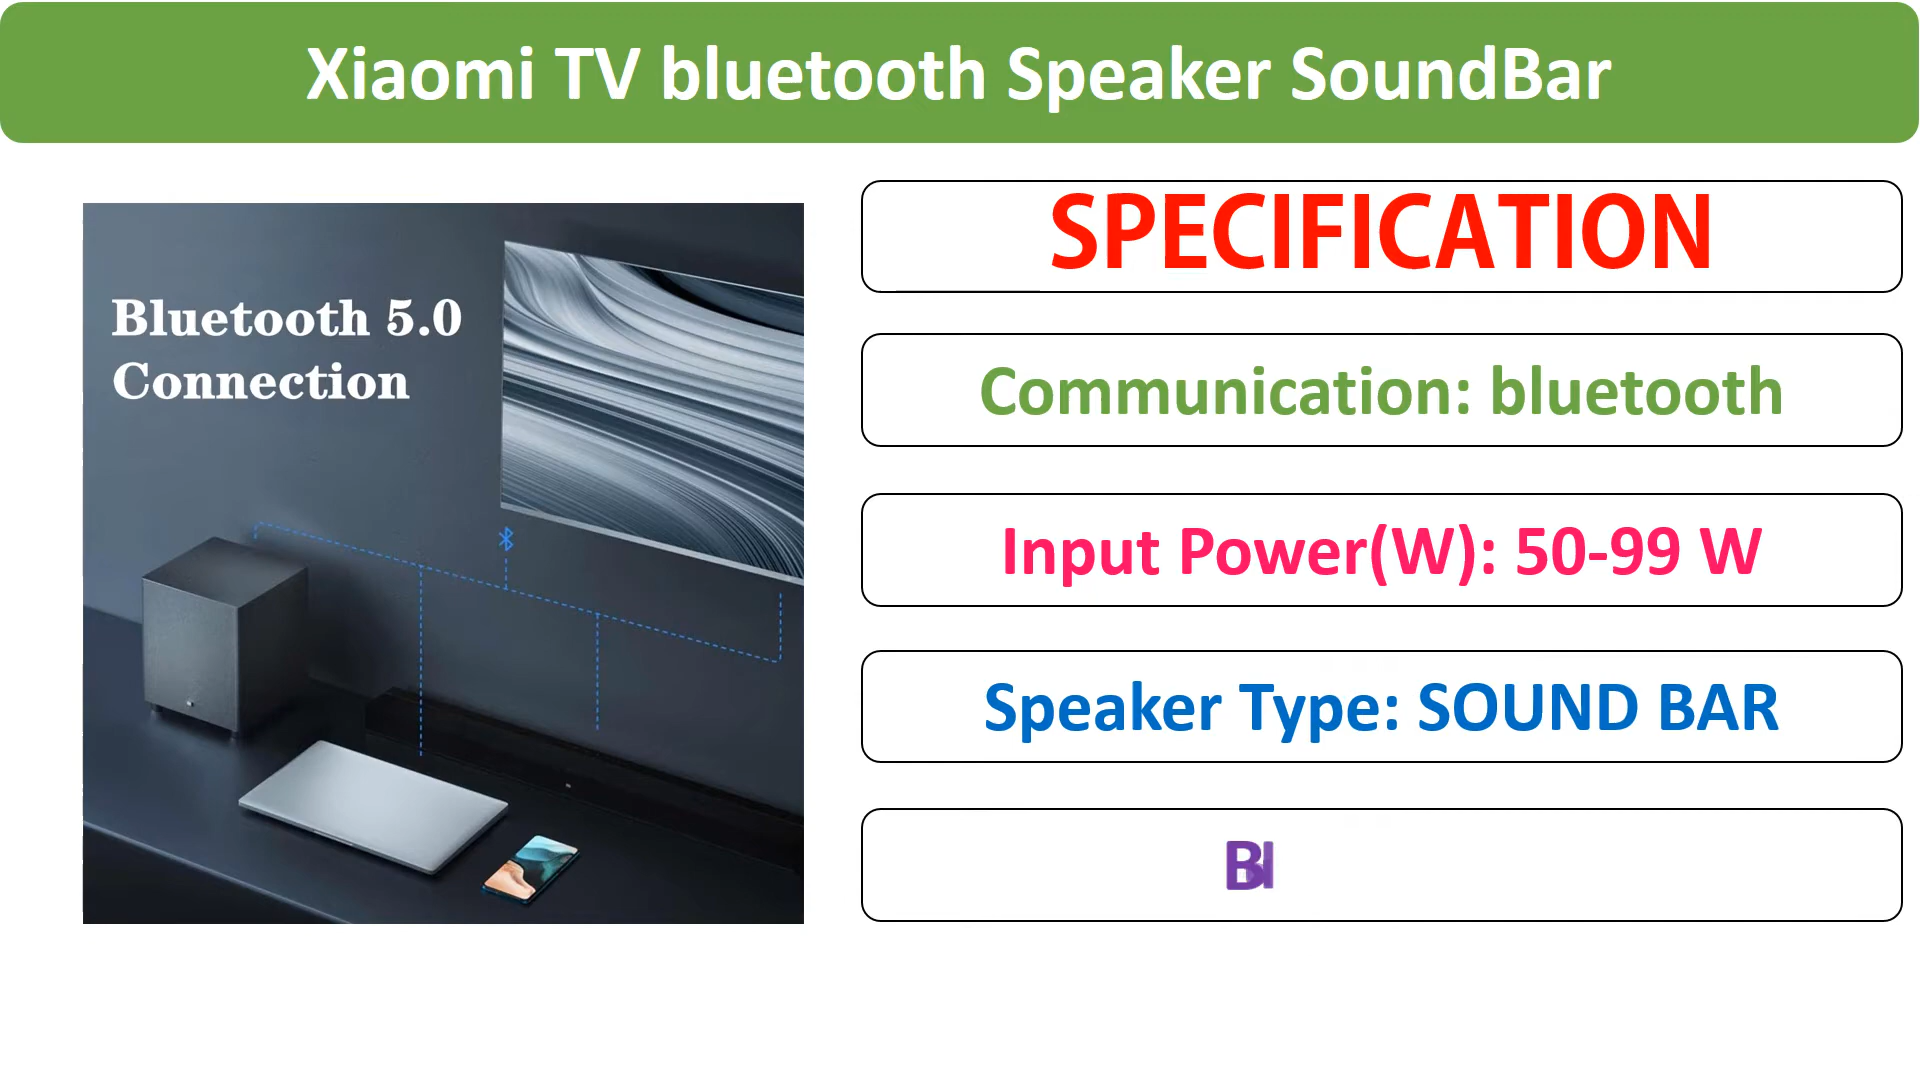 Xiaomi TV bluetooth Speaker SoundBar
Bluetooth 5.0
Connection
SPECIFICATION
Communication: bluetooth
Input Power(W): 50-99 W
Speaker Type: SOUND BAR